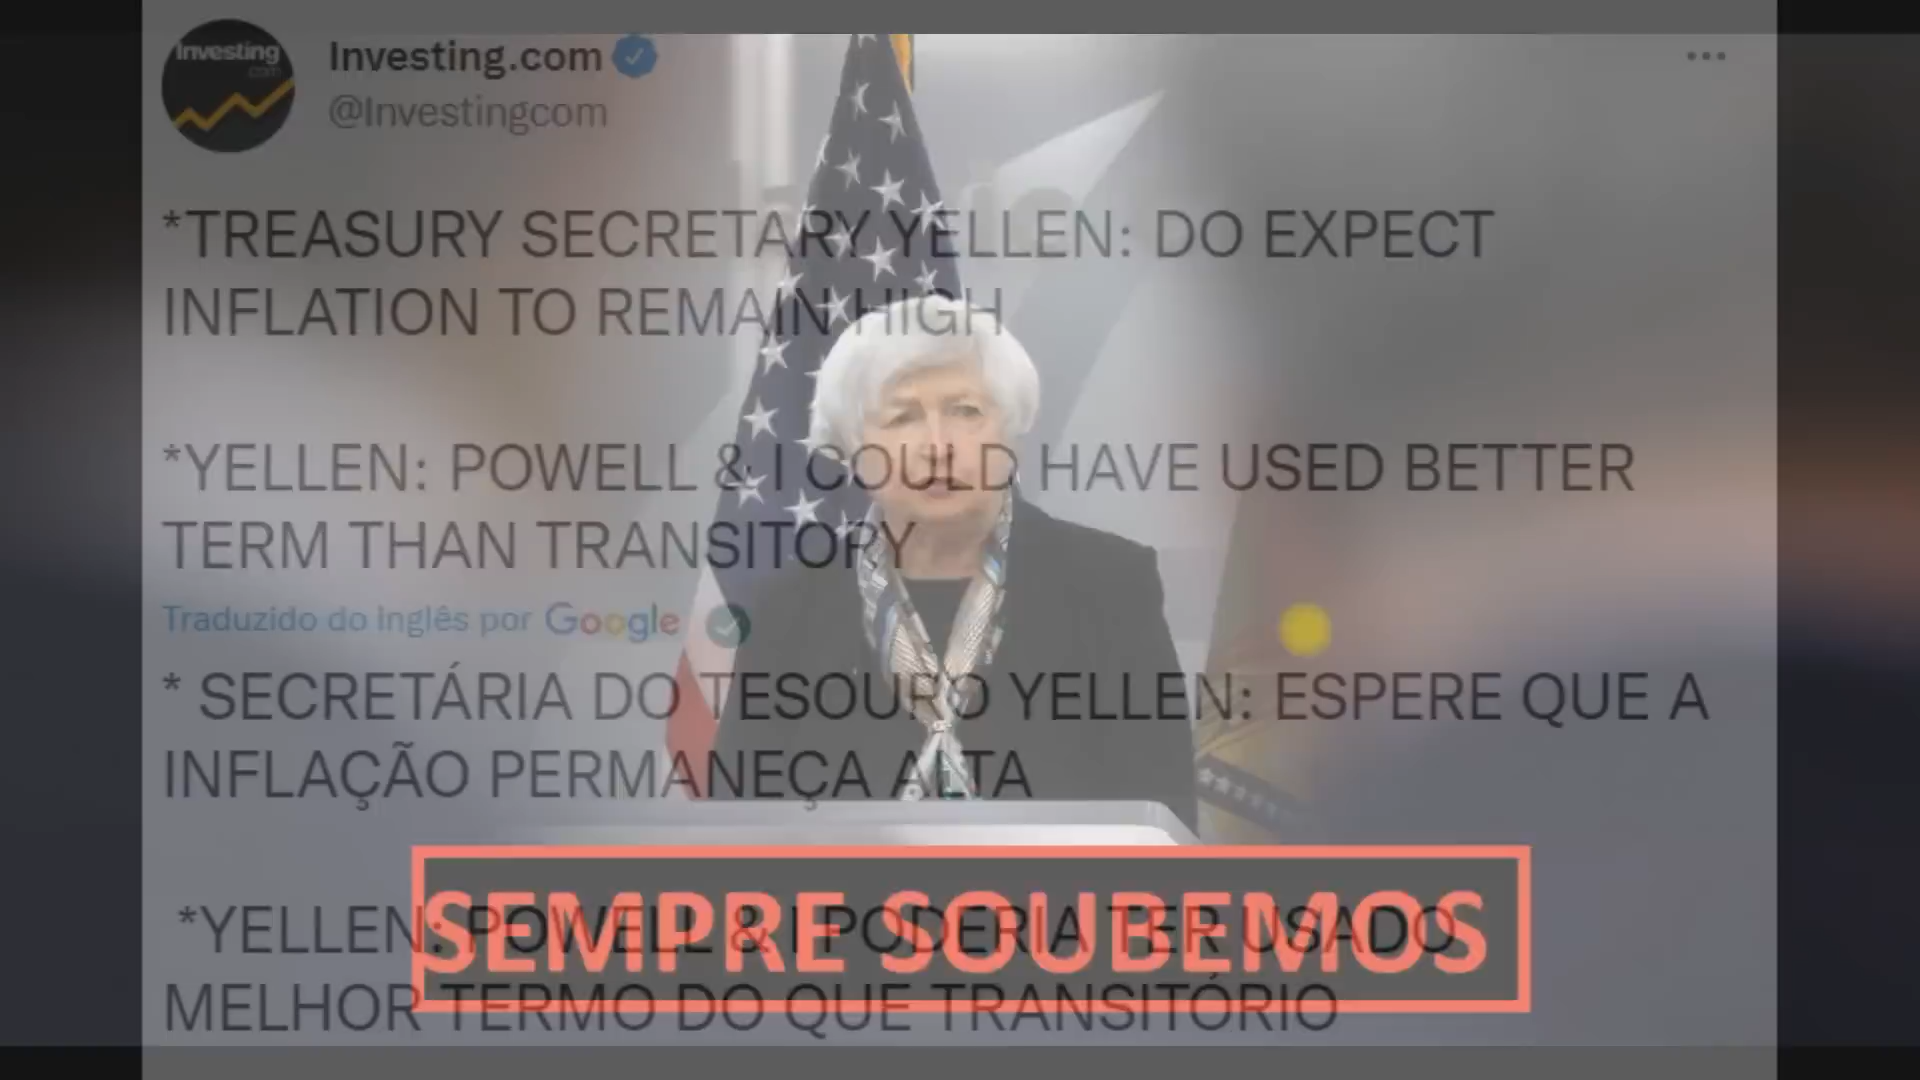 Investing
.com
Investing.com
@Investingcom
*TREASURY SECRETARY YELLEN: DO EXPECT
INFLATION TO REMAIN HIGH
*YELLEN: POWELL & I COULD HAVE USED BETTER
TERM THAN TRANSITORY
Traduzido do inglês por Google
* SECRETÁRIA DO TESOURO YELLEN: ESPERE QUE A
INFLAÇÃO PERMANEÇA ALTA
*YELLEN: POWELL & I PODERIA TER USADO
MELHOR TERMO DO QUE TRANSITÓRIO
SEMPRE SOUBEMOS